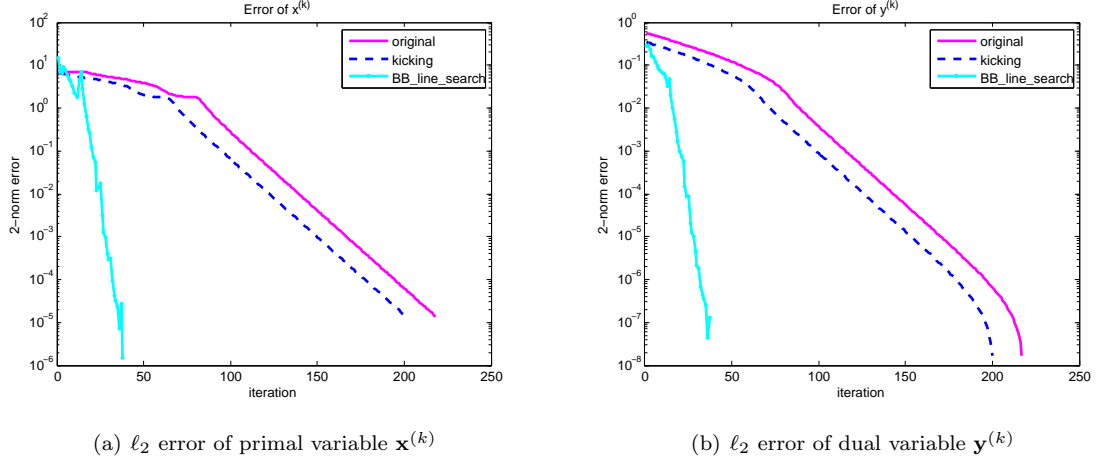 Error of x^(k)
10^2
10^1
10^0
10^−1
10^−2
10^−3
10^−4
10^−5
10^−6
2−norm error
0 50 100 150 200 250
iteration
original
kicking
BB_line_search
(a) ℓ₂ error of primal variable x^(k)
Error of y^(k)
10^0
10^−1
10^−2
10^−3
10^−4
10^−5
10^−6
10^−7
10^−8
2−norm error
0 50 100 150 200 250
iteration
original
kicking
BB_line_search
(b) ℓ₂ error of dual variable y^(k)